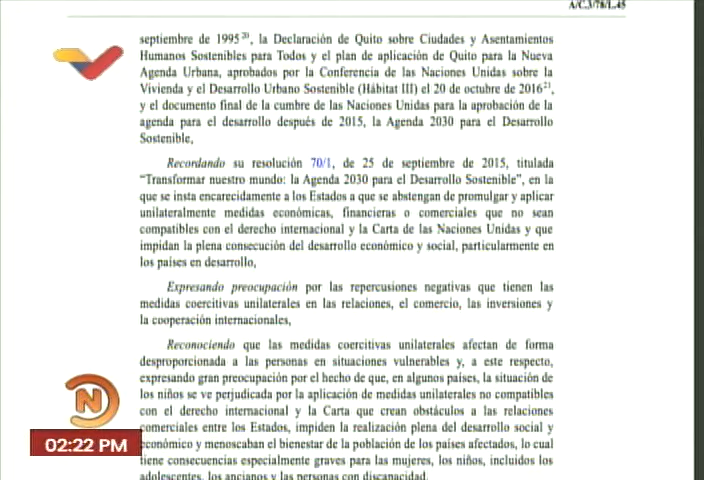 A/C.3/78/L.45
septiembre de 1995²⁰, la Declaración de Quito sobre Ciudades y Asentamientos
Humanos Sostenibles para Todos y el plan de aplicación de Quito para la Nueva
Agenda Urbana, aprobados por la Conferencia de las Naciones Unidas sobre la
Vivienda y el Desarrollo Urbano Sostenible (Hábitat III) el 20 de octubre de 2016²¹,
y el documento final de la cumbre de las Naciones Unidas para la aprobación de la
agenda para el desarrollo después de 2015, la Agenda 2030 para el Desarrollo
Sostenible,
Recordando su resolución 70/1, de 25 de septiembre de 2015, titulada
“Transformar nuestro mundo: la Agenda 2030 para el Desarrollo Sostenible”, en la
que se insta encarecidamente a los Estados a que se abstengan de promulgar y aplicar
unilateralmente medidas económicas, financieras o comerciales que no sean
compatibles con el derecho internacional y la Carta de las Naciones Unidas y que
impidan la plena consecución del desarrollo económico y social, particularmente en
los países en desarrollo,
Expresando preocupación por las repercusiones negativas que tienen las
medidas coercitivas unilaterales en las relaciones, el comercio, las inversiones y
la cooperación internacionales,
Reconociendo que las medidas coercitivas unilaterales afectan de forma
desproporcionada a las personas en situaciones vulnerables y, a este respecto,
expresando gran preocupación por el hecho de que, en algunos países, la situación de
los niños se ve perjudicada por la aplicación de medidas unilaterales no compatibles
con el derecho internacional y la Carta que crean obstáculos a las relaciones
comerciales entre los Estados, impiden la realización plena del desarrollo social y
económico y menoscaban el bienestar de la población de los países afectados, lo cual
tiene consecuencias especialmente graves para las mujeres, los niños, incluidos los
adolescentes, los ancianos y las personas con discapacidad.
N
02:22 PM